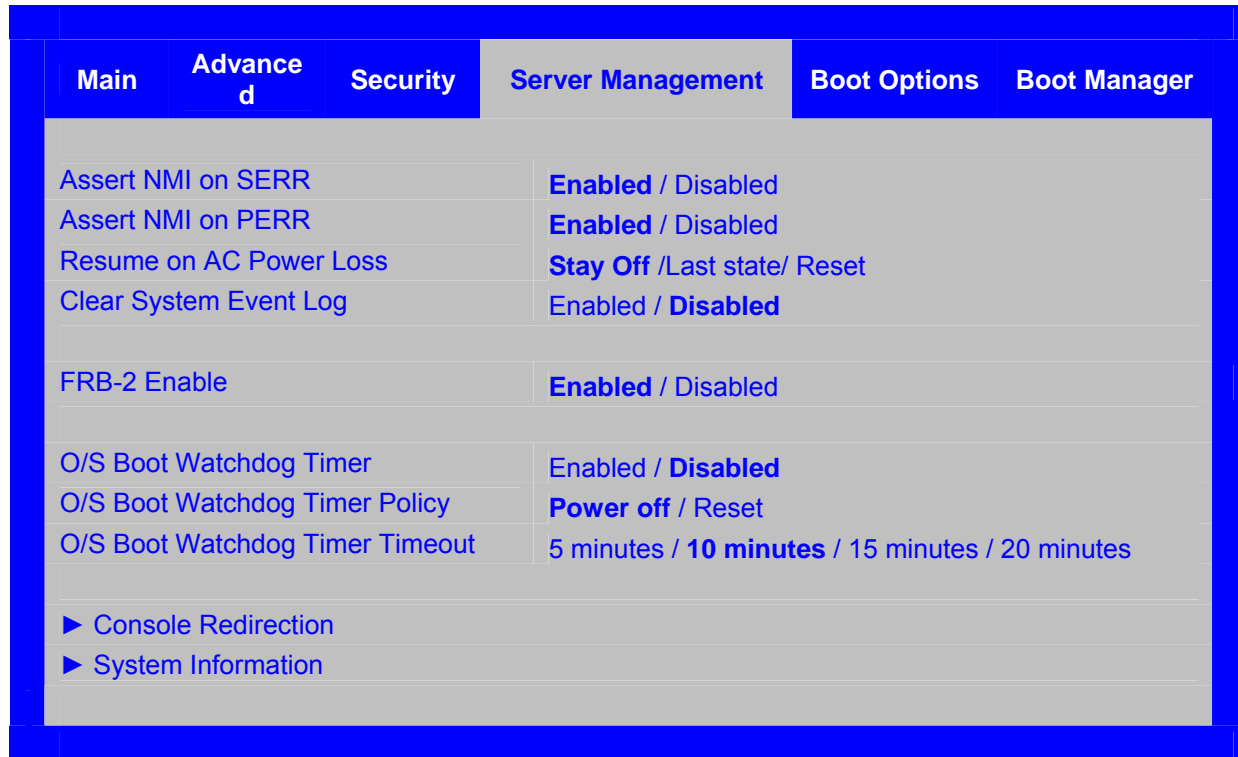 Main Advanced Security Server Management Boot Options Boot Manager
Assert NMI on SERR Enabled / Disabled
Assert NMI on PERR Enabled / Disabled
Resume on AC Power Loss Stay Off /Last state/ Reset
Clear System Event Log Enabled / Disabled
FRB-2 Enable Enabled / Disabled
O/S Boot Watchdog Timer Enabled / Disabled
O/S Boot Watchdog Timer Policy Power off / Reset
O/S Boot Watchdog Timer Timeout 5 minutes / 10 minutes / 15 minutes / 20 minutes
► Console Redirection
► System Information